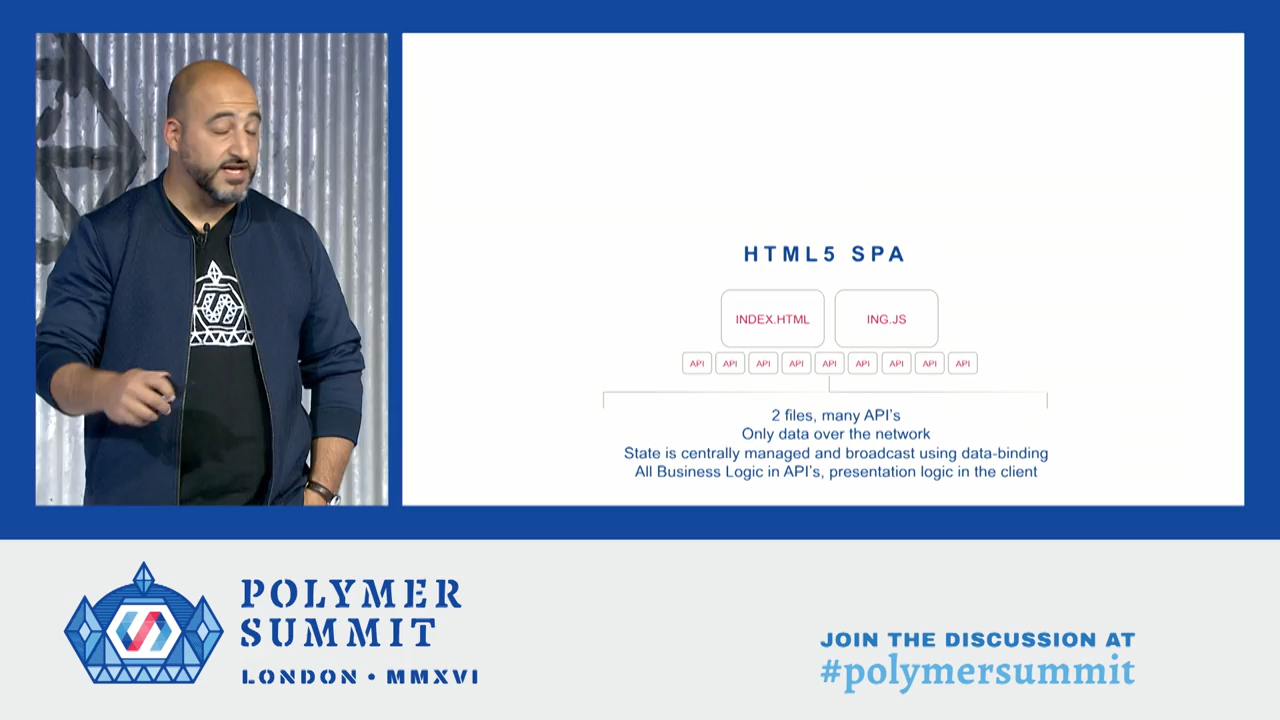 HTML5 SPA
INDEX.HTML
ING.JS
API API API API API API API API API
2 files, many API's
Only data over the network
State is centrally managed and broadcast using data-binding
All Business Logic in API's, presentation logic in the client
POLYMER
SUMMIT
LONDON • MMXVI
JOIN THE DISCUSSION AT
#polymersummit